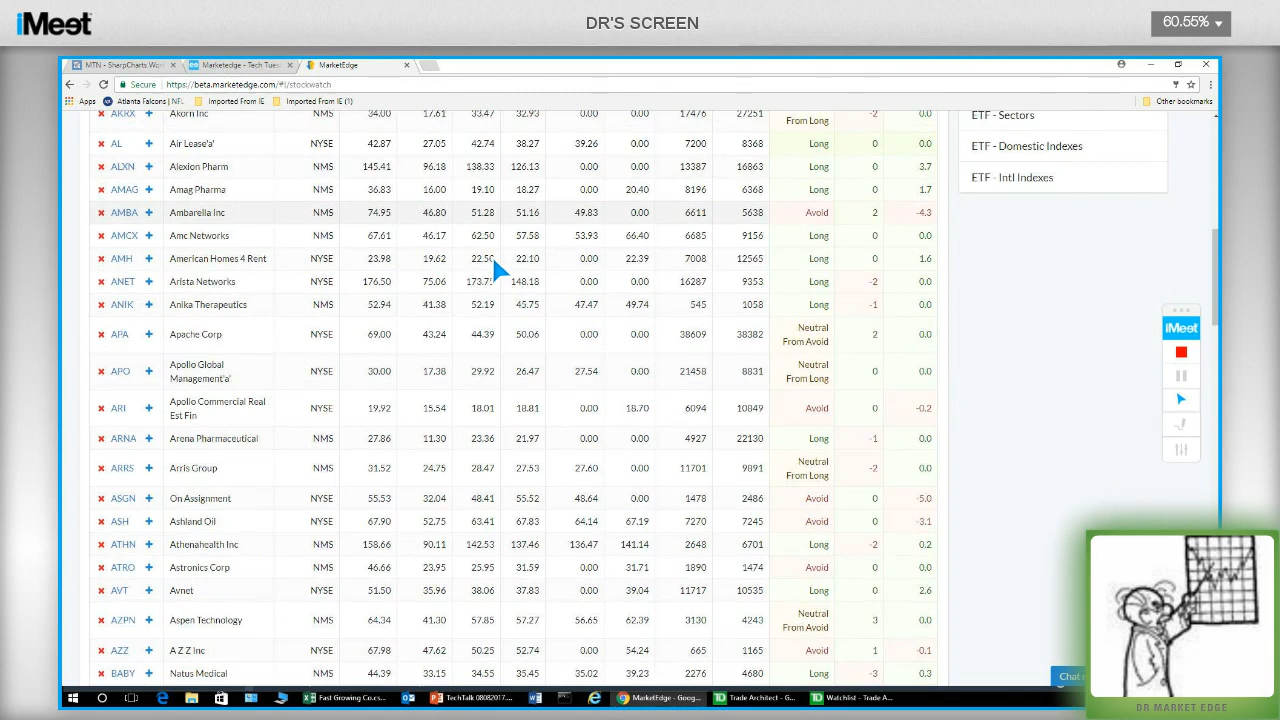 iMeet
DR'S SCREEN
60.55%
MTN - SharpCharts Wor
Marketedge - Tech Tues
MarketEdge
Secure https://beta.marketedge.com/#!/stockwatch
Apps Atlanta Falcons | NFL Imported From IE Imported From IE (1) Other bookmarks
AKRX Akorn Inc NMS 34.00 17.61 33.47 32.93 0.00 0.00 17476 27251 From Long -2 0.0
AL Air Lease'a' NYSE 42.87 27.05 42.74 38.27 39.26 0.00 7200 8368 Long 0 0.0
ALXN Alexion Pharm NMS 145.41 96.18 138.33 126.13 0.00 0.00 13387 16863 Long 0 3.7
AMAG Amag Pharma NMS 36.83 16.00 19.10 18.27 0.00 20.40 8196 6368 Long 0 1.7
AMBA Ambarella Inc NMS 74.95 46.80 51.28 51.16 49.83 0.00 6611 5638 Avoid 2 -4.3
AMCX Amc Networks NMS 67.61 46.17 62.50 57.58 53.93 66.40 6685 9156 Long 0 0.0
AMH American Homes 4 Rent NYSE 23.98 19.62 22.50 22.10 0.00 22.39 7008 12565 Long 0 1.6
ANET Arista Networks NYSE 176.50 75.06 148.18 0.00 0.00 16287 9353 Long -2 0.0
ANIK Anika Therapeutics NMS 52.94 41.38 52.19 45.75 47.47 49.74 545 1058 Long -1 0.0
APA Apache Corp NYSE 69.00 43.24 44.39 50.06 0.00 0.00 38609 38382 Neutral From Avoid 2 0.0
APO Apollo Global Management'a' NYSE 30.00 17.38 29.92 26.47 27.54 0.00 21458 8831 Neutral From Long 0 0.0
ARI Apollo Commercial Real Est Fin NYSE 19.92 15.54 18.01 18.81 0.00 18.70 6094 10849 Avoid 0 -0.2
ARNA Arena Pharmaceutical NMS 27.86 11.30 23.36 21.97 0.00 0.00 4927 22130 Long -1 0.0
ARRS Arris Group NMS 31.52 24.75 28.47 27.53 27.60 0.00 11701 9891 Neutral From Long -2 0.0
ASGN On Assignment NYSE 55.53 32.04 48.41 55.52 48.64 0.00 1478 2486 Avoid 0 -5.0
ASH Ashland Oil NYSE 67.90 52.75 63.41 67.83 64.14 67.19 7270 7245 Avoid 0 -3.1
ATHN Athenahealth Inc NMS 158.66 90.11 142.53 137.46 136.47 141.14 2648 6701 Long -2 0.2
ATRO Astronics Corp NMS 46.66 23.95 25.95 31.59 0.00 31.71 1890 1474 Avoid 0 0.0
AVT Avnet NYSE 51.50 35.96 38.06 37.83 0.00 39.04 11717 10535 Long 0 2.6
AZPN Aspen Technology NMS 64.34 41.30 57.85 57.27 56.65 62.39 3130 4243 Neutral From Avoid 3 0.0
AZZ A Z Z Inc NYSE 67.98 47.62 50.25 52.74 0.00 54.24 665 1165 Avoid 1 -0.1
BABY Natus Medical NMS 44.39 33.15 34.55 35.45 35.02 39.23 2276 4680 Long -3 0.3
ETF - Sectors
ETF - Domestic Indexes
ETF - Intl Indexes
iMeet
Chat
DR MARKET EDGE
Fast Growing Co.cs... TechTalk 08082017.... MarketEdge - Goog... Trade Architect - G... Watchlist - Trade A...